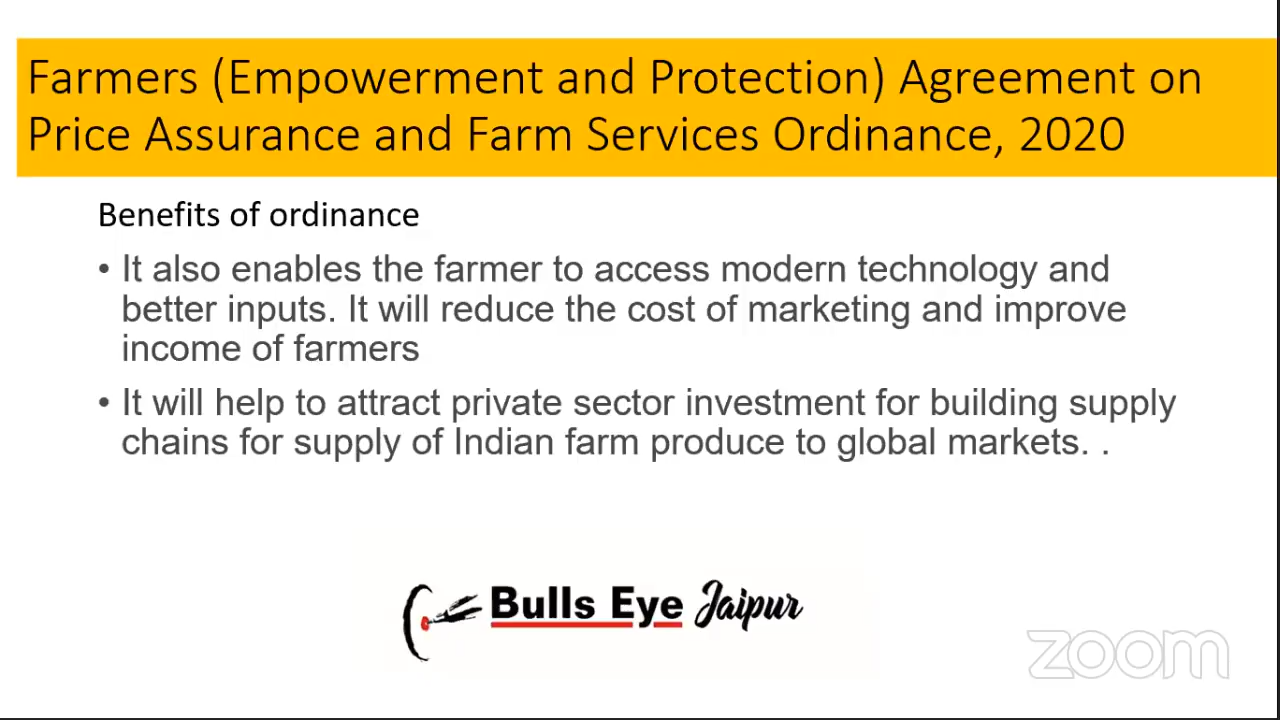 Farmers (Empowerment and Protection) Agreement on
Price Assurance and Farm Services Ordinance, 2020
Benefits of ordinance
• It also enables the farmer to access modern technology and
better inputs. It will reduce the cost of marketing and improve
income of farmers
• It will help to attract private sector investment for building supply
chains for supply of Indian farm produce to global markets. .
Bulls Eye Jaipur
zoom